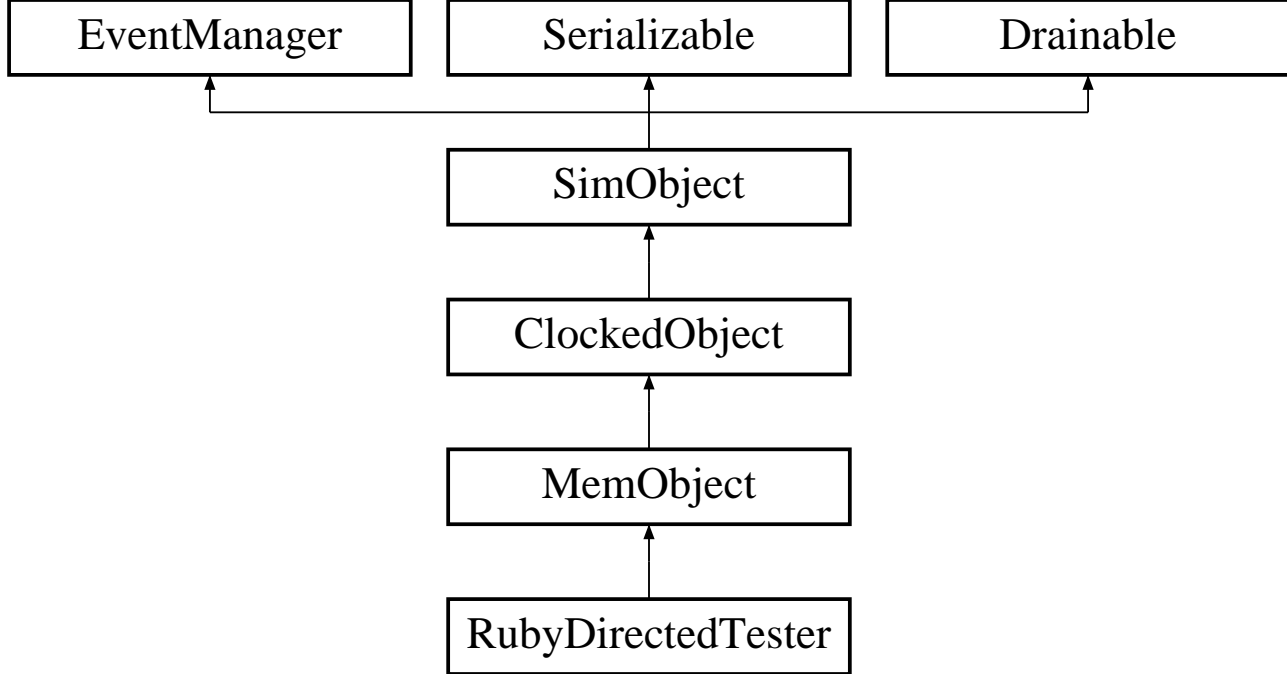 EventManager
Serializable
Drainable
SimObject
ClockedObject
MemObject
RubyDirectedTester